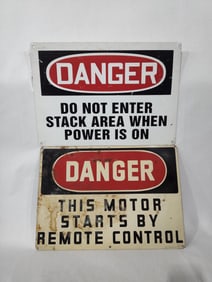 DANGER
DO NOT ENTER
STACK AREA WHEN
POWER IS ON
DANGER
THIS MOTOR
STARTS BY
REMOTE CONTROL